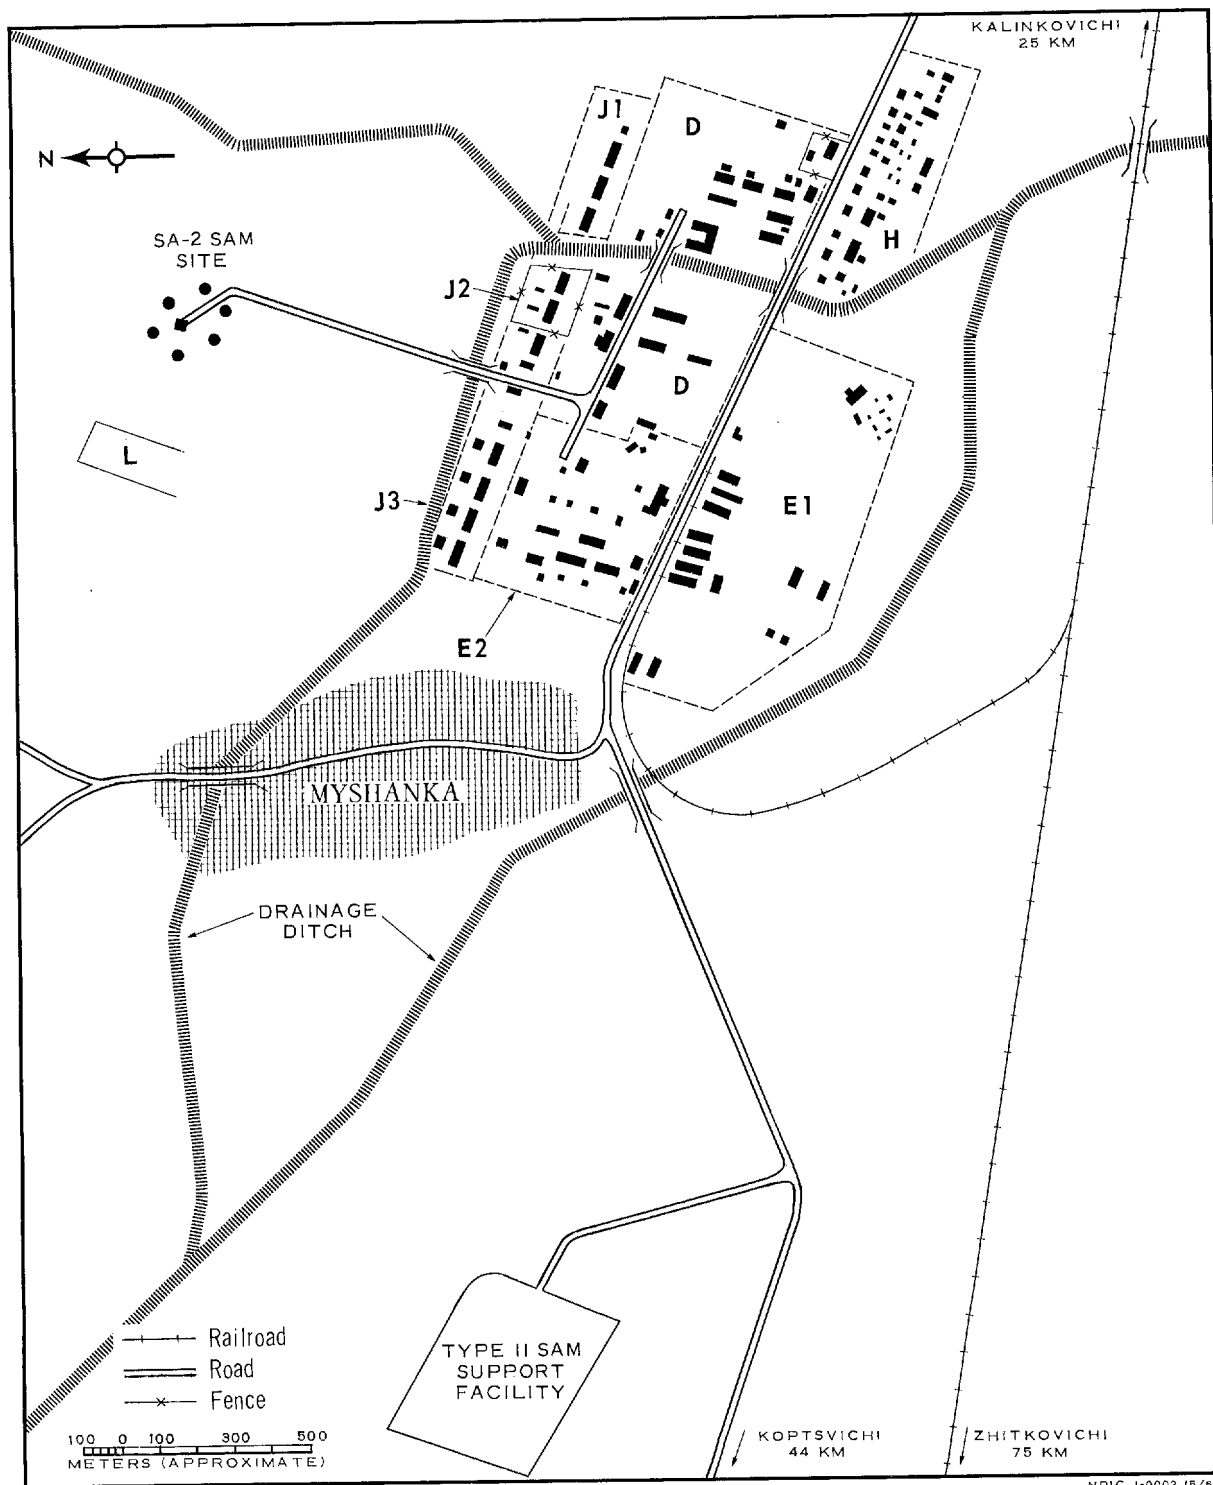 KALINKOVICHI
25 KM
J1
D
N
SA-2 SAM
SITE
H
J2
D
L
J3
E1
E2
MYSHANKA
DRAINAGE
DITCH
Railroad
Road
Fence
TYPE II SAM
SUPPORT
FACILITY
100 0 100 300 500
METERS (APPROXIMATE)
KOPTSVICHI
44 KM
ZHITKOVICHI
75 KM